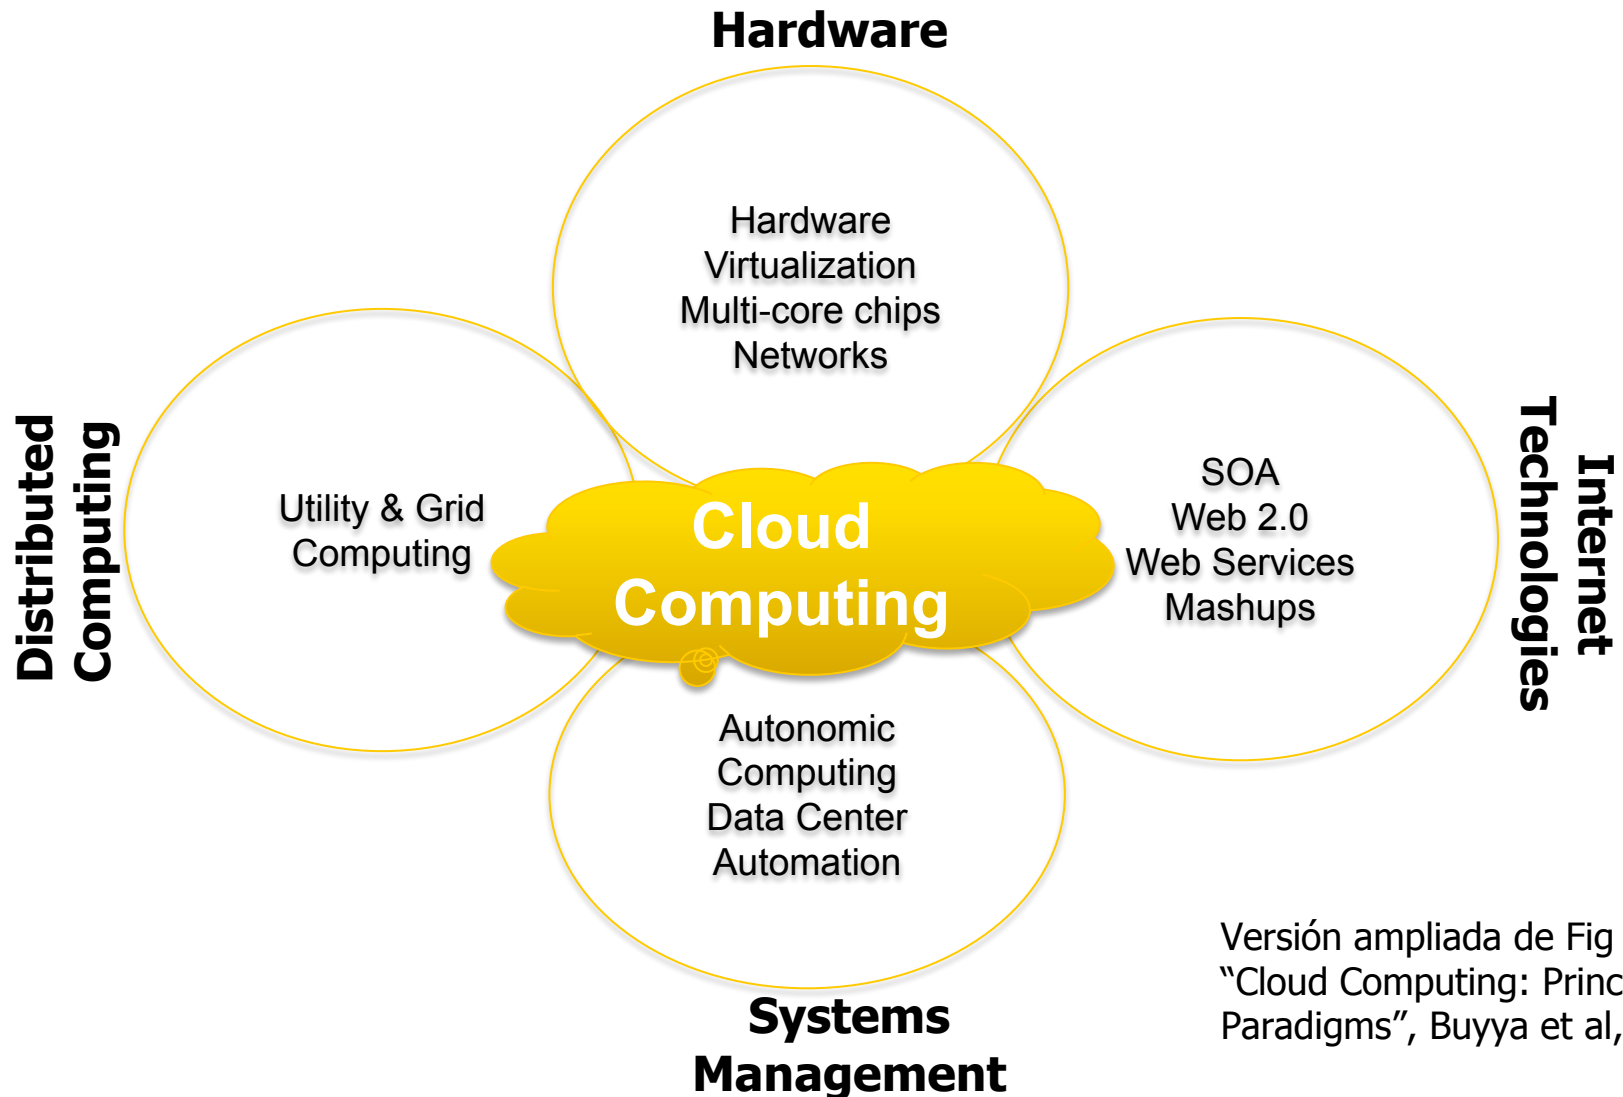 Hardware
Hardware
Virtualization
Multi-core chips
Networks
Distributed
Computing
Utility & Grid
Computing
Cloud
Computing
SOA
Web 2.0
Web Services
Mashups
Internet
Technologies
Autonomic
Computing
Data Center
Automation
Systems
Management
Versión ampliada de Fig
“Cloud Computing: Princ
Paradigms”, Buyya et al,